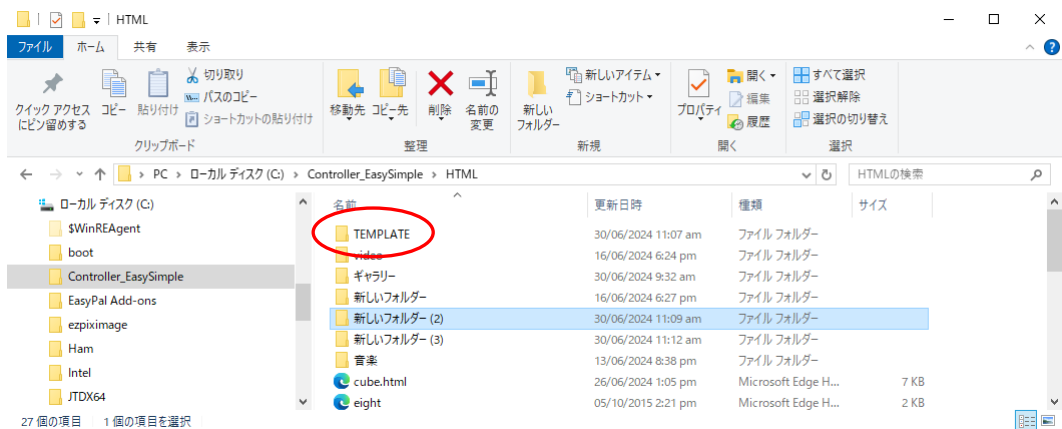 HTML
ファイル ホーム 共有 表示
クイック アクセス
にピン留めする
コピー
貼り付け
切り取り
パスのコピー
ショートカットの貼り付け
クリップボード
移動先
コピー先
削除
名前の
変更
整理
新しい
フォルダー
新しいアイテム
ショートカット
新規
プロパティ
開く
編集
履歴
開く
すべて選択
選択解除
選択の切り替え
選択
PC › ローカル ディスク (C:) › Controller_EasySimple › HTML
HTMLの検索
ローカル ディスク (C:)
$WinREAgent
boot
Controller_EasySimple
EasyPal Add-ons
ezpiximage
Ham
Intel
JTDX64
名前 更新日時 種類 サイズ
TEMPLATE 30/06/2024 11:07 am ファイル フォルダー
video 16/06/2024 6:24 pm ファイル フォルダー
ギャラリー 30/06/2024 9:32 am ファイル フォルダー
新しいフォルダー 16/06/2024 6:27 pm ファイル フォルダー
新しいフォルダー (2) 30/06/2024 11:09 am ファイル フォルダー
新しいフォルダー (3) 30/06/2024 11:12 am ファイル フォルダー
音楽 13/06/2024 8:38 pm ファイル フォルダー
cube.html 26/06/2024 1:05 pm Microsoft Edge H... 7 KB
eight 05/10/2015 2:21 pm Microsoft Edge H... 2 KB
27 個の項目 1 個の項目を選択